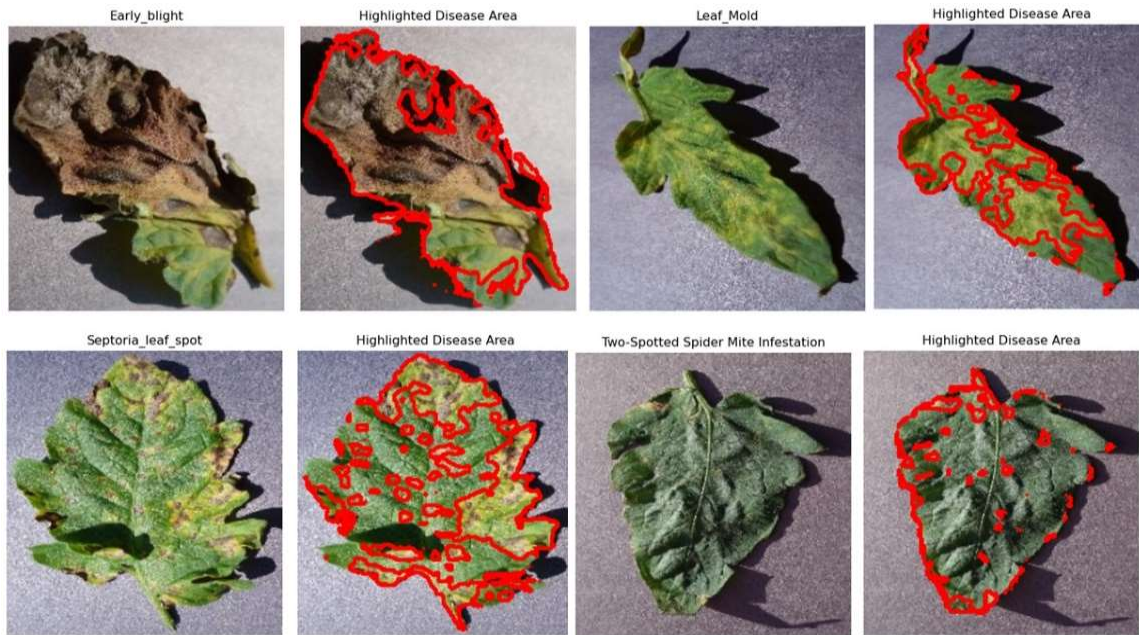 Early_blight
Highlighted Disease Area
Leaf_Mold
Highlighted Disease Area
Septoria_leaf_spot
Highlighted Disease Area
Two-Spotted Spider Mite Infestation
Highlighted Disease Area